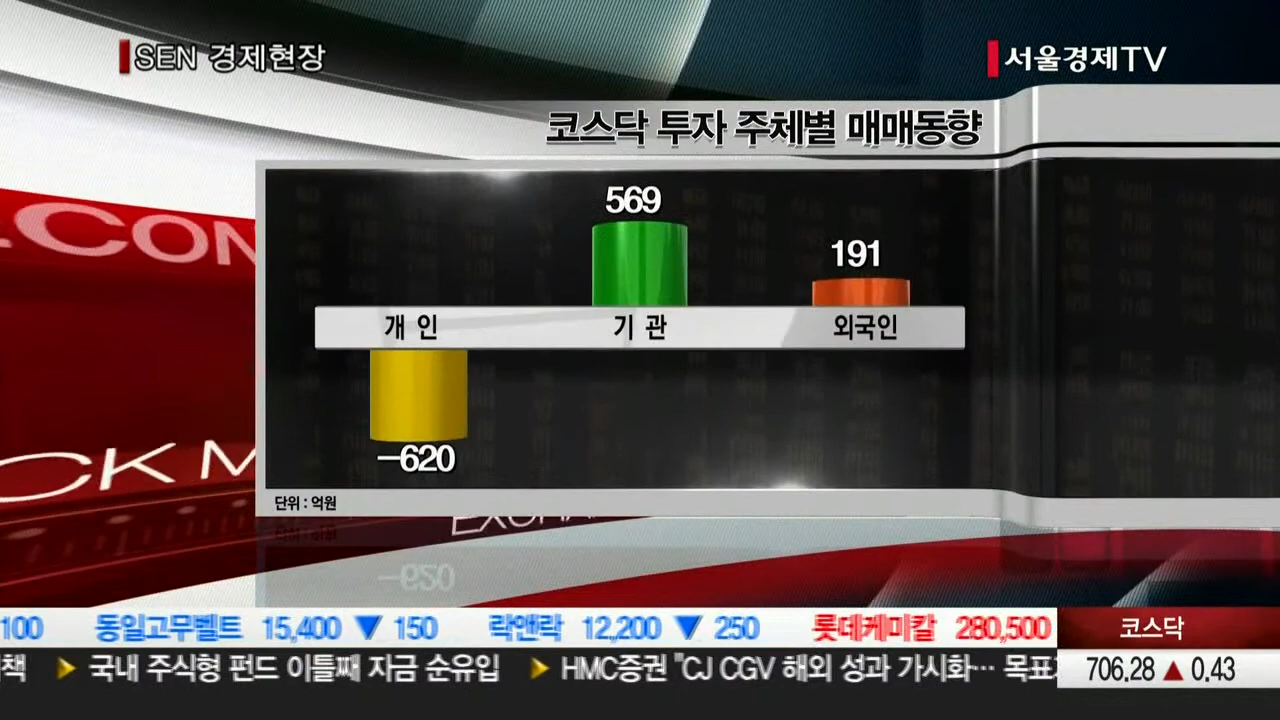 SEN 경제현장
서울경제TV
코스닥 투자 주체별 매매동향
569
191
개인 기관 외국인
-620
단위 : 억원
.CON
CK M
100 동일고무벨트 15,400 ▼ 150 락앤락 12,200 ▼ 250 롯데케미칼 280,500
코스닥
책 ▶ 국내 주식형 펀드 이틀째 자금 순유입 ▶ HMC증권 "CJ CGV 해외 성과 가시화… 목표
706.28 ▲ 0.43